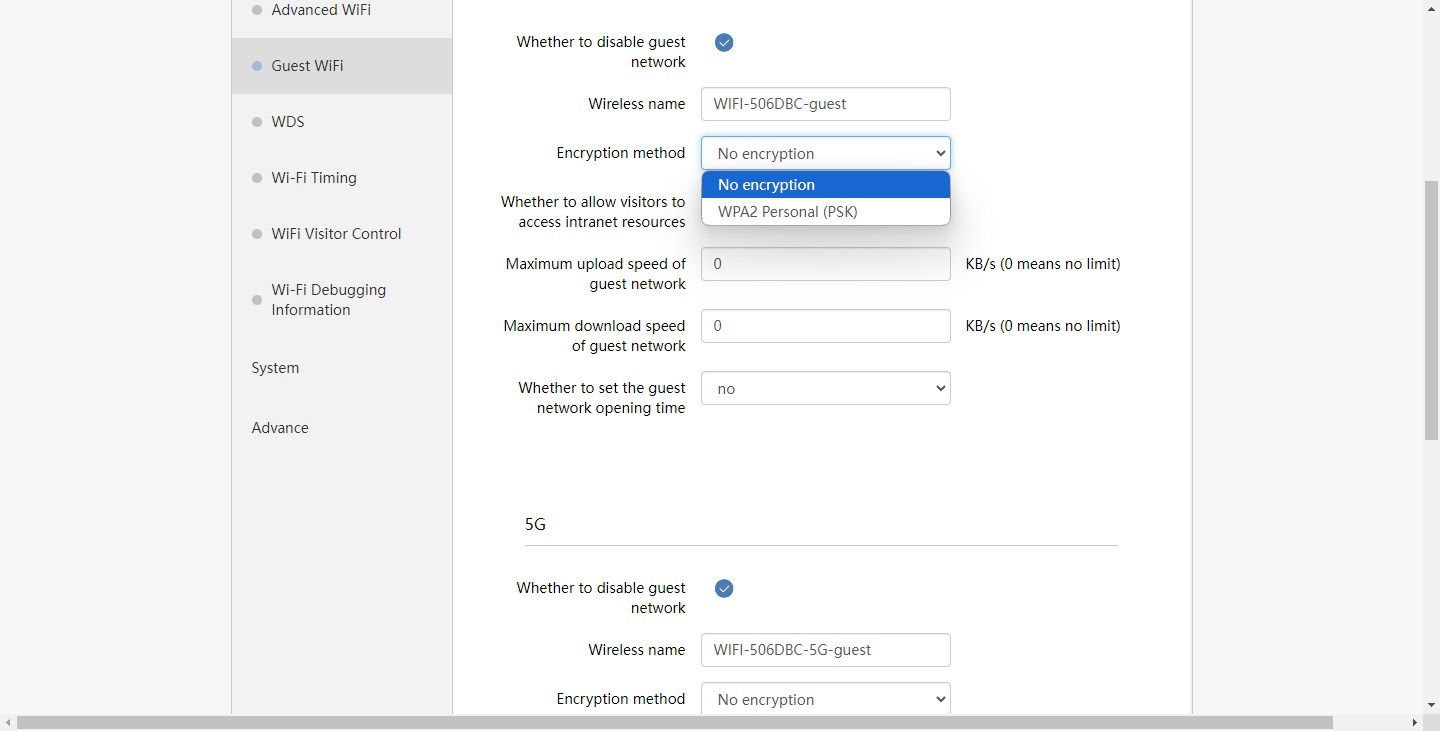 Advanced WiFi
Guest WiFi
WDS
Wi-Fi Timing
WiFi Visitor Control
Wi-Fi Debugging
Information
System
Advance
Whether to disable guest
network
Wireless name
WIFI-506DBC-guest
Encryption method
No encryption
No encryption
WPA2 Personal (PSK)
Whether to allow visitors to
access intranet resources
Maximum upload speed of
guest network
0
KB/s (0 means no limit)
Maximum download speed
of guest network
0
KB/s (0 means no limit)
Whether to set the guest
network opening time
no
5G
Whether to disable guest
network
Wireless name
WIFI-506DBC-5G-guest
Encryption method
No encryption